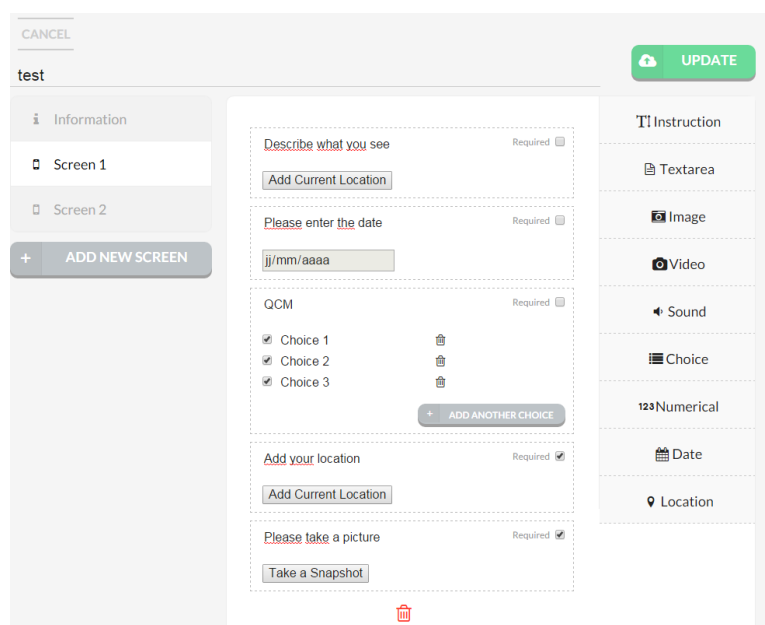 CANCEL
UPDATE
test
Information
Screen 1
Screen 2
+ ADD NEW SCREEN
Describe what you see
Required
Add Current Location
Please enter the date
Required
jj/mm/aaaa
QCM
Required
Choice 1
Choice 2
Choice 3
+ ADD ANOTHER CHOICE
Add your location
Required
Add Current Location
Please take a picture
Required
Take a Snapshot
Instruction
Textarea
Image
Video
Sound
Choice
123 Numerical
Date
Location